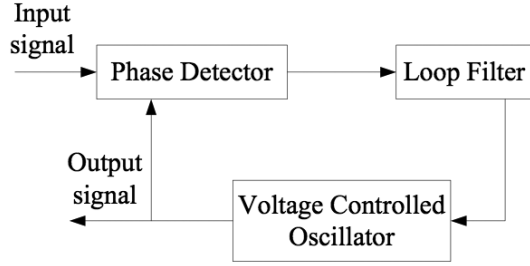 Input
signal
Phase Detector
Loop Filter
Output
signal
Voltage Controlled
Oscillator